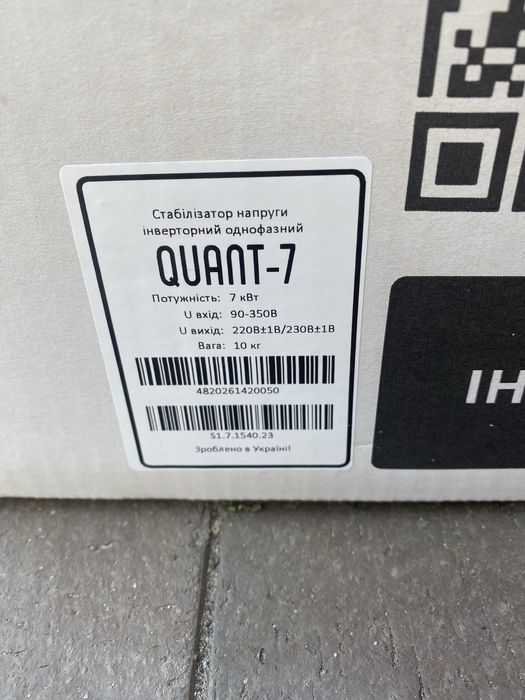 Стабілізатор напруги
інверторний однофазний
QUANT-7
Потужність: 7 кВт
U вхід: 90-350В
U вихід: 220В±1В/230В±1В
Вага: 10 кг
4820261420050
S1.7.1540.23
Зроблено в Україні!
ІН